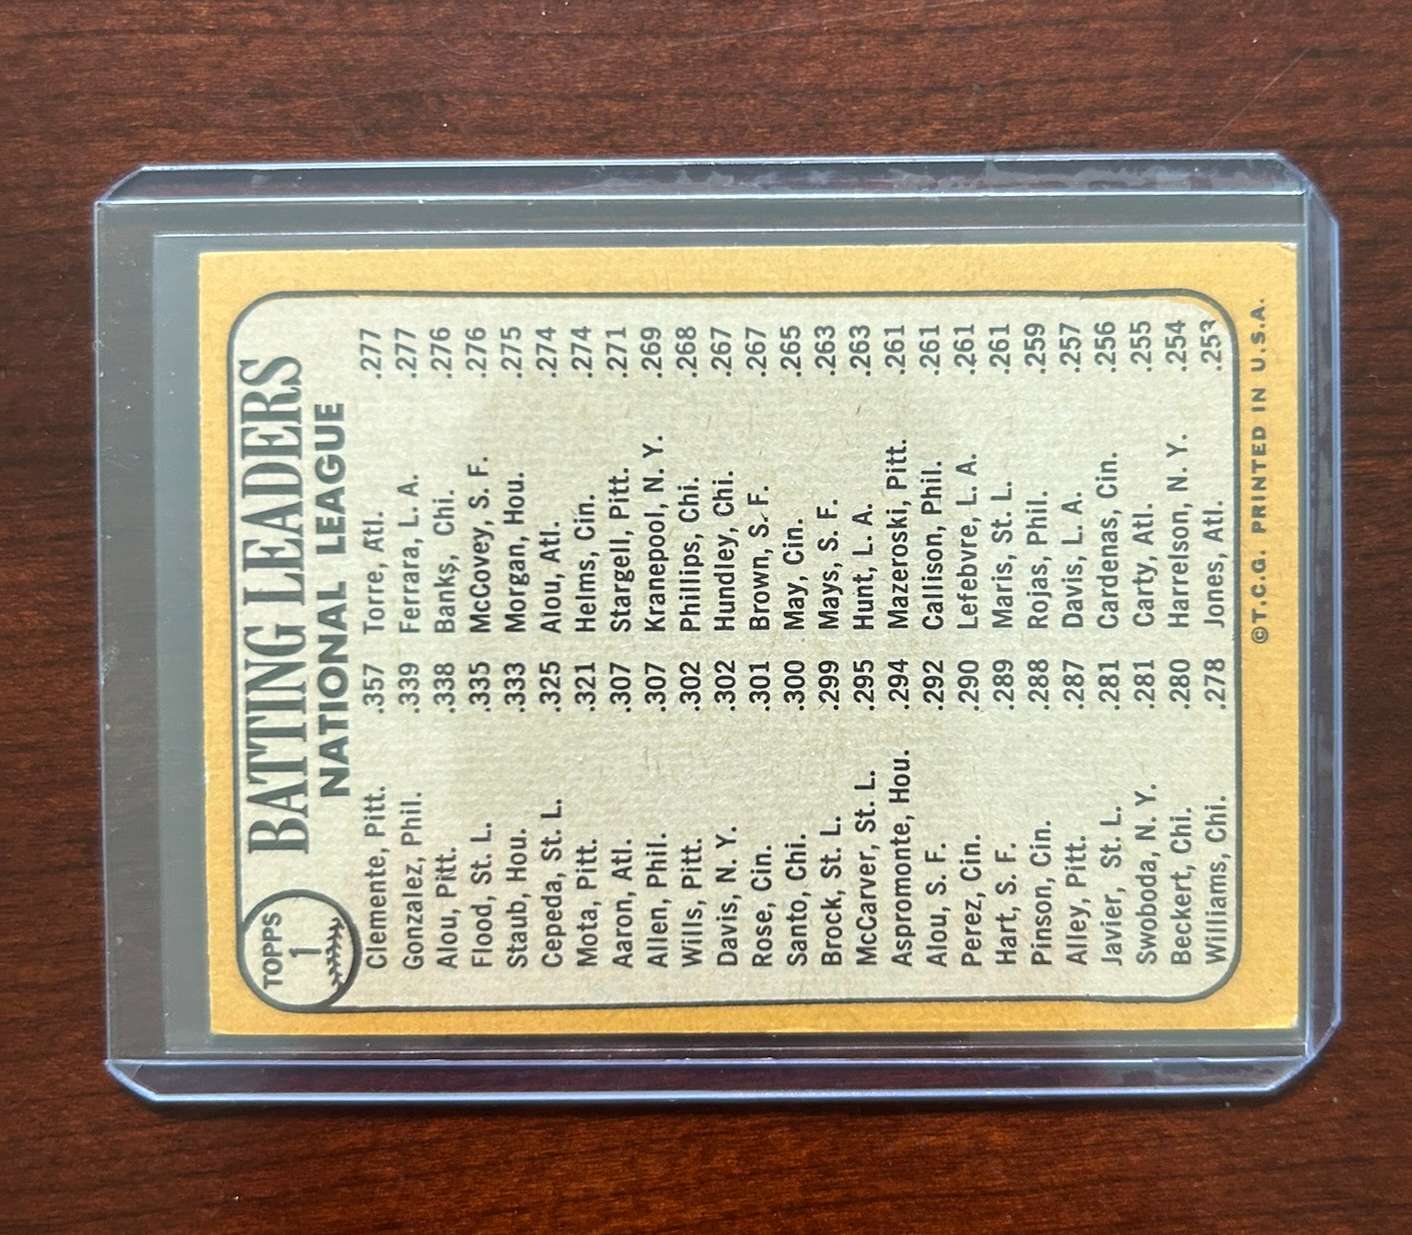 TOPPS
1
BATTING LEADERS
NATIONAL LEAGUE
Clemente, Pitt. .357 Torre, Atl. .277
Gonzalez, Phil. .339 Ferrara, L. A. .277
Alou, Pitt. .338 Banks, Chi. .276
Flood, St. L. .335 McCovey, S. F. .276
Staub, Hou. .333 Morgan, Hou. .275
Cepeda, St. L. .325 Alou, Atl. .274
Mota, Pitt. .321 Helms, Cin. .274
Aaron, Atl. .307 Stargell, Pitt. .271
Allen, Phil. .307 Kranepool, N. Y. .269
Wills, Pitt. .302 Phillips, Chi. .268
Davis, N. Y. .302 Hundley, Chi. .267
Rose, Cin. .301 Brown, S. F. .267
Santo, Chi. .300 May, Cin. .265
Brock, St. L. .299 Mays, S. F. .263
McCarver, St. L. .295 Hunt, L. A. .263
Aspromonte, Hou. .294 Mazeroski, Pitt. .261
Alou, S. F. .292 Callison, Phil. .261
Perez, Cin. .290 Lefebvre, L. A. .261
Hart, S. F. .289 Maris, St. L. .261
Pinson, Cin. .288 Rojas, Phil. .259
Alley, Pitt. .287 Davis, L. A. .257
Javier, St. L. .281 Cardenas, Cin. .256
Swoboda, N. Y. .281 Carty, Atl. .255
Beckert, Chi. .280 Harrelson, N. Y. .254
Williams, Chi. .278 Jones, Atl. .253
©T.C.G. PRINTED IN U.S.A.